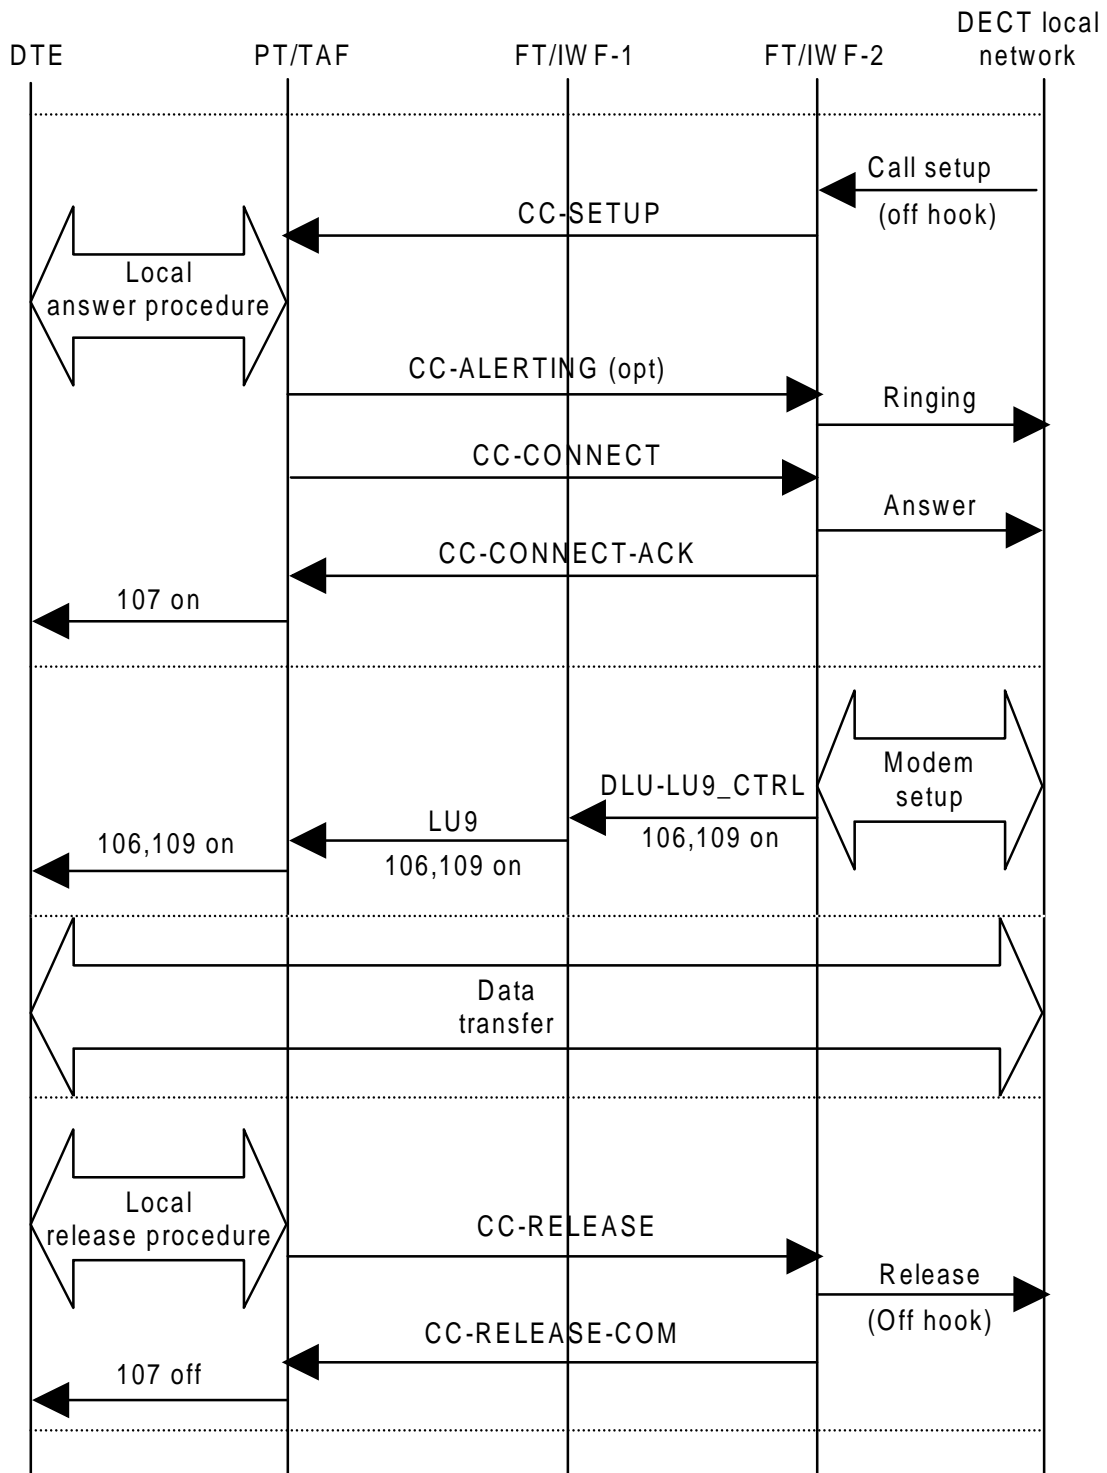 DECT local
network
DTE
PT/TAF
FT/IWF-1
FT/IWF-2
Call setup
(off hook)
CC-SETUP
Local
answer procedure
CC-ALERTING (opt)
Ringing
CC-CONNECT
Answer
CC-CONNECT-ACK
107 on
Modem
setup
DLU-LU9_CTRL
106,109 on
LU9
106,109 on
106,109 on
Data
transfer
Local
release procedure
CC-RELEASE
Release
(Off hook)
CC-RELEASE-COM
107 off